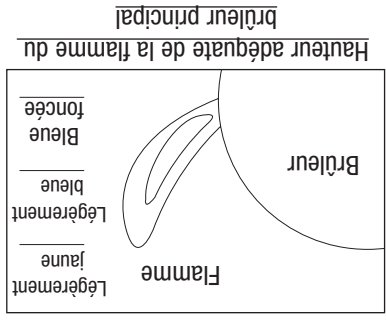 Flamme
Légèrement
jaune
Légèrement
bleue
Bleue
foncée
Brûleur
Hauteur adéquate de la flamme du
brûleur principal